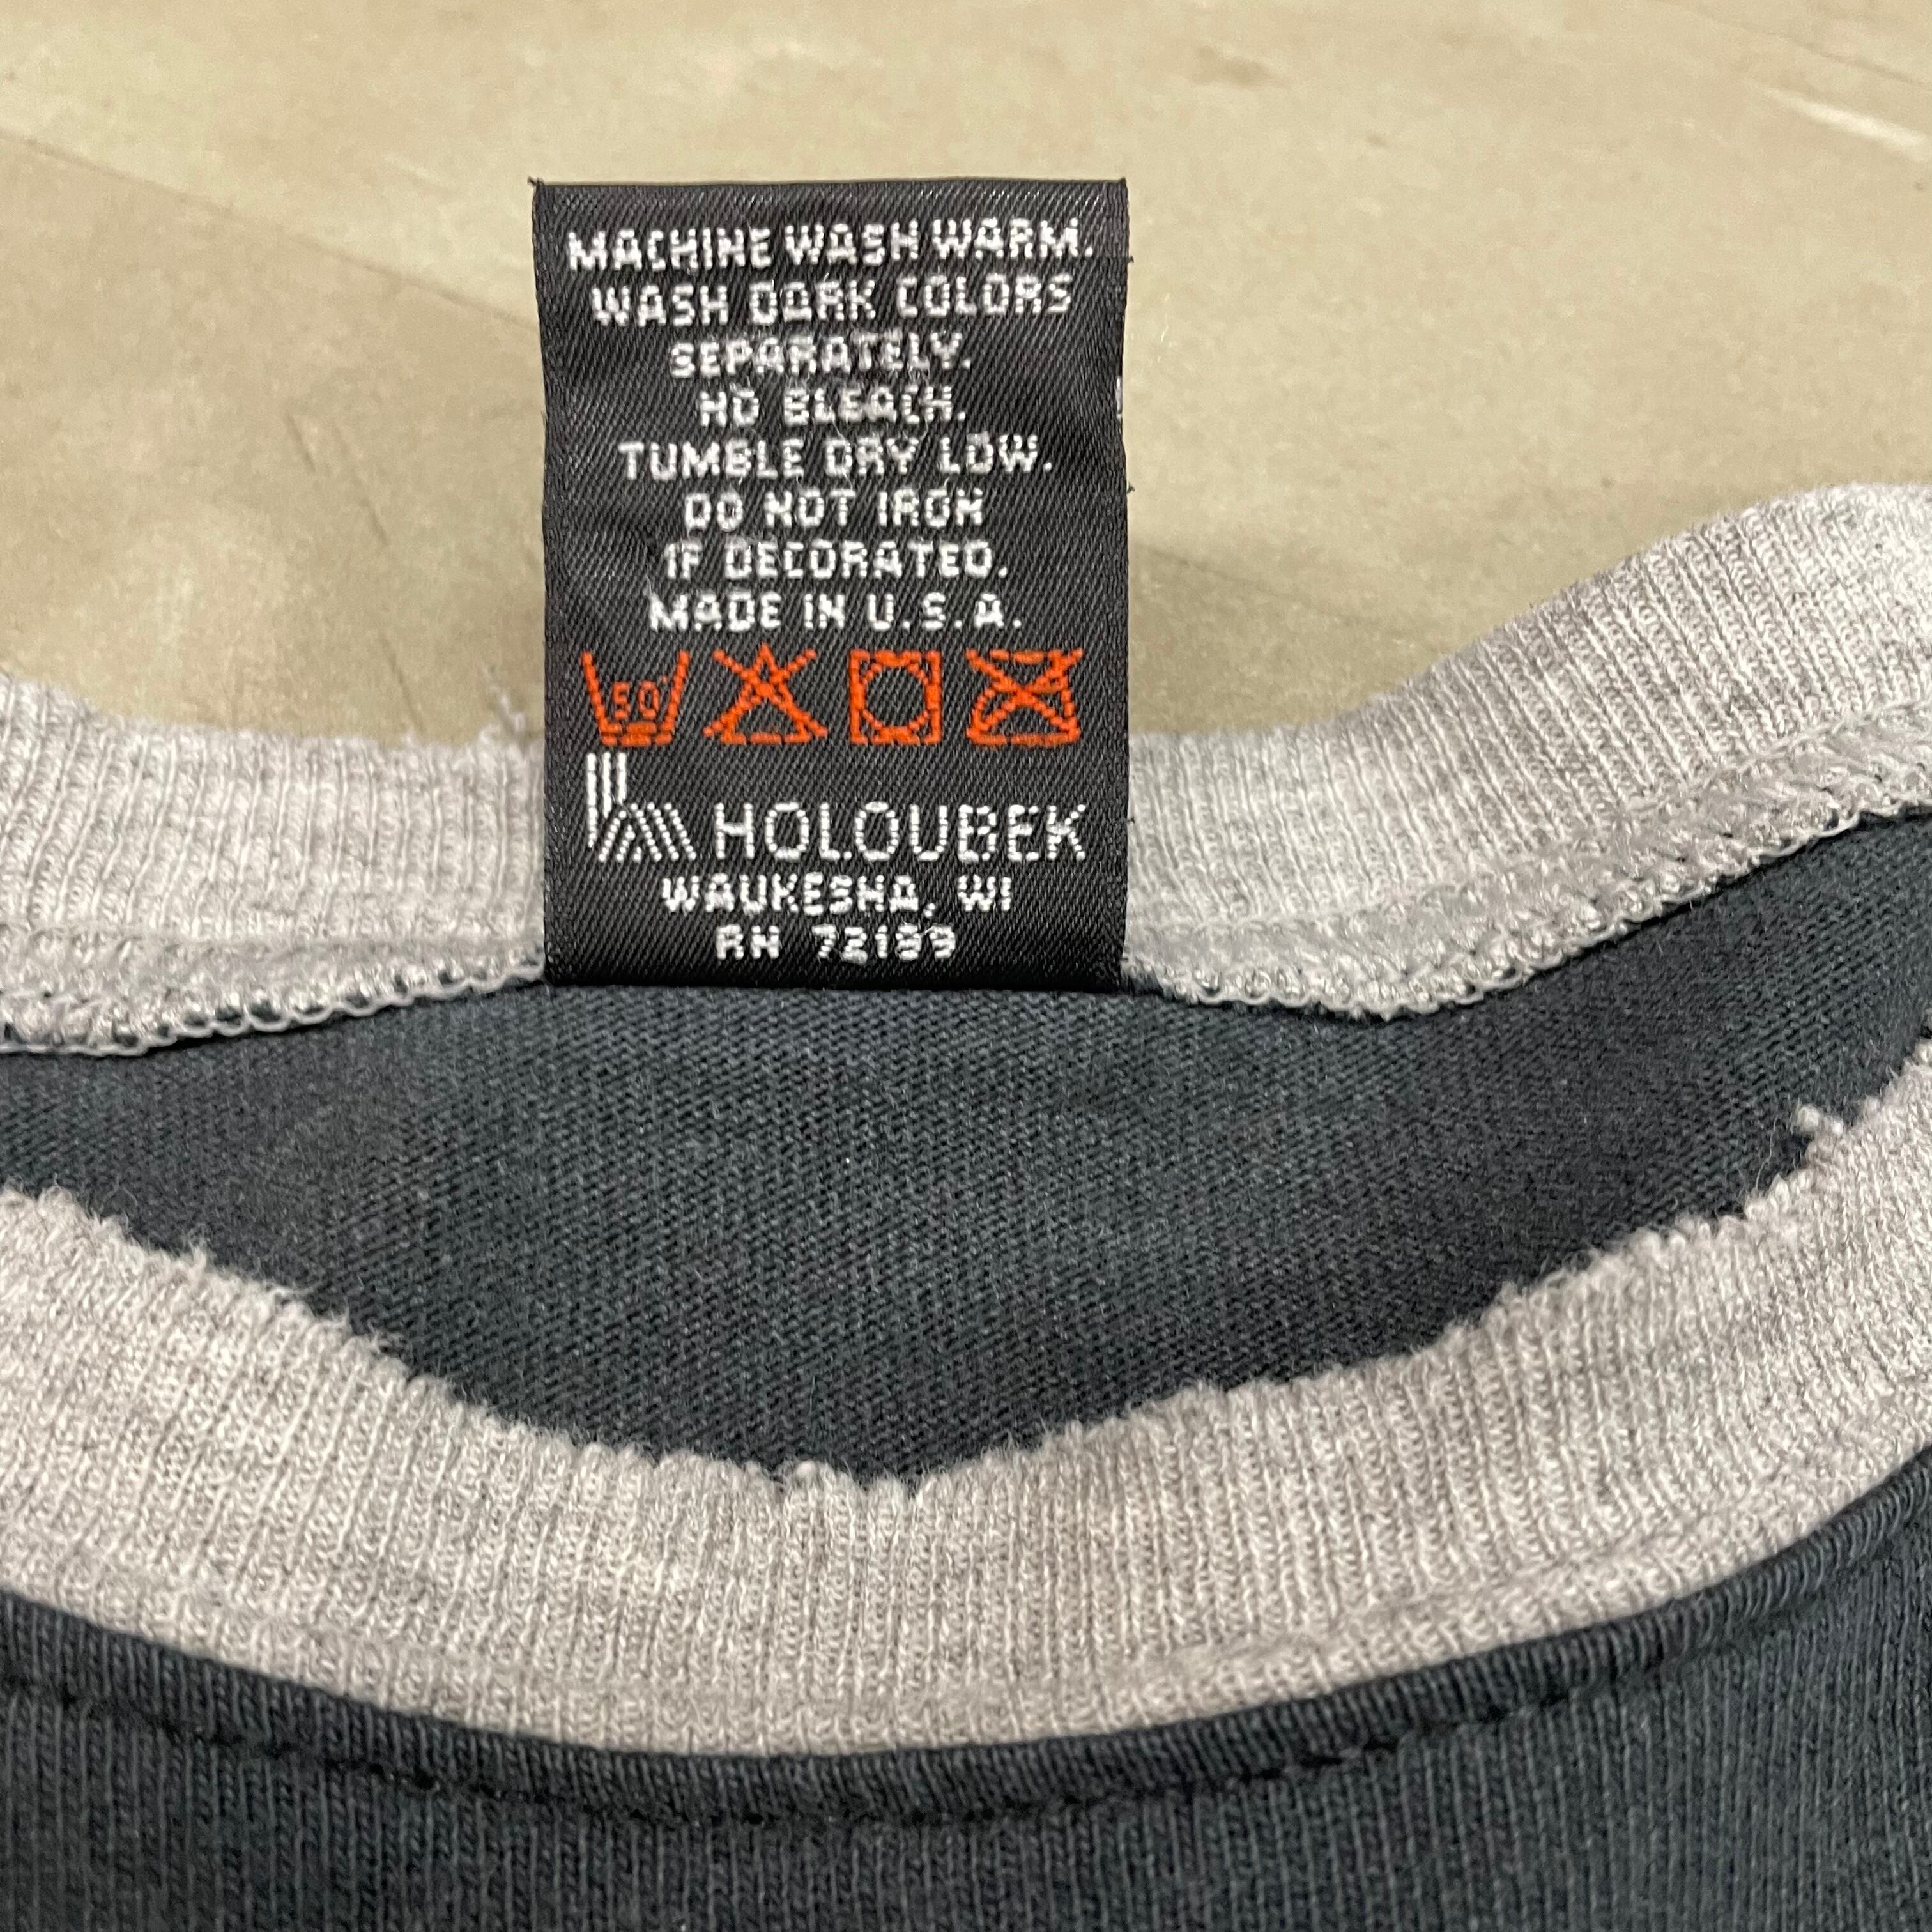 MACHINE WASH WARM.
WASH DARK COLORS
SEPARATELY.
NO BLEACH.
TUMBLE DRY LOW.
DO NOT IRON
IF DECORATED.
MADE IN U.S.A.
50°
HOLOUBEK
WAUKESHA, WI
RN 72199